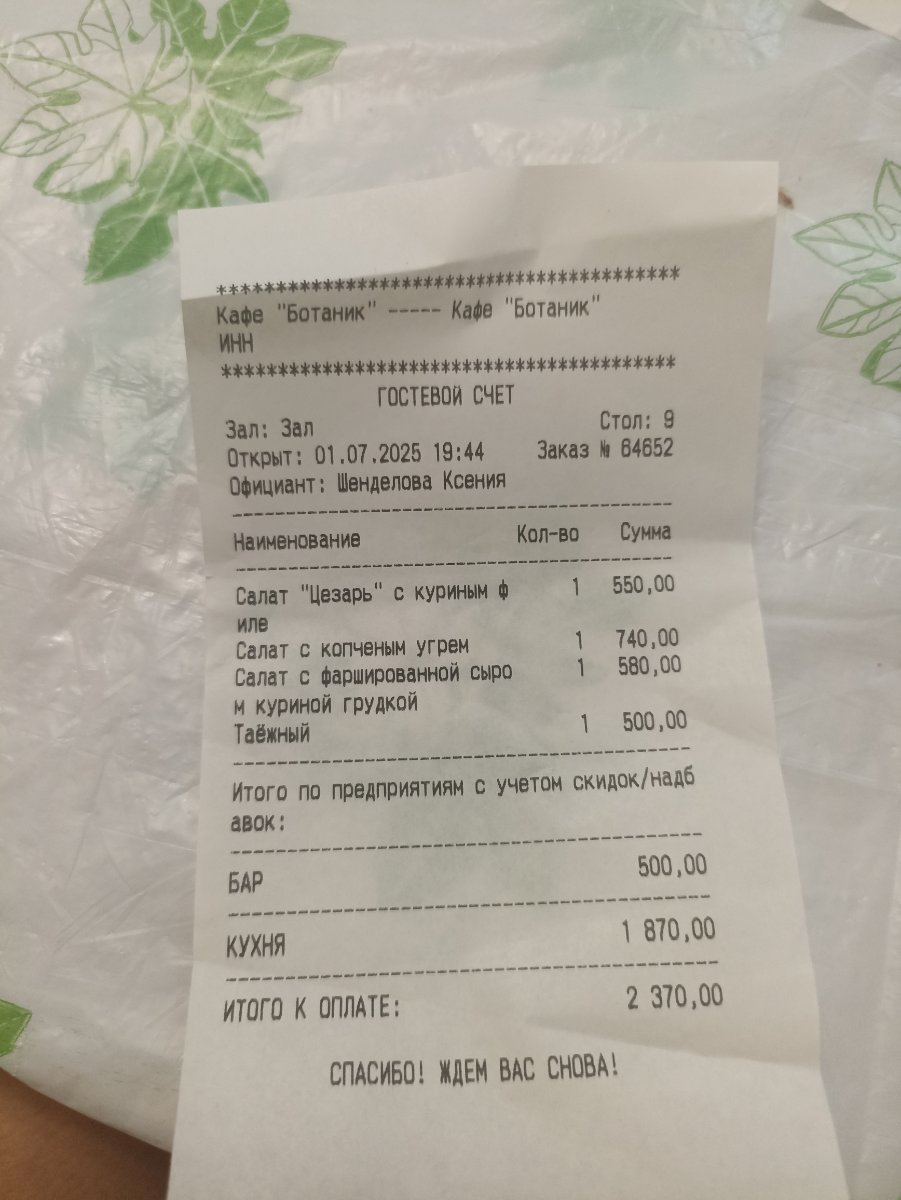 ******************************************
Кафе "Ботаник" ----- Кафе "Ботаник"
ИНН
******************************************
ГОСТЕВОЙ СЧЕТ
Зал: Зал Стол: 9
Открыт: 01.07.2025 19:44 Заказ № 64652
Официант: Шенделова Ксения
------------------------------------------
Наименование Кол-во Сумма
------------------------------------------
Салат "Цезарь" с куриным ф 1 550,00
иле
Салат с копченым угрем 1 740,00
Салат с фаршированной сыро 1 580,00
м куриной грудкой
Таёжный 1 500,00
------------------------------------------
Итого по предприятиям с учетом скидок/надб
авок:
------------------------------------------
БАР 500,00
------------------------------------------
КУХНЯ 1 870,00
------------------------------------------
ИТОГО К ОПЛАТЕ: 2 370,00
СПАСИБО! ЖДЕМ ВАС СНОВА!